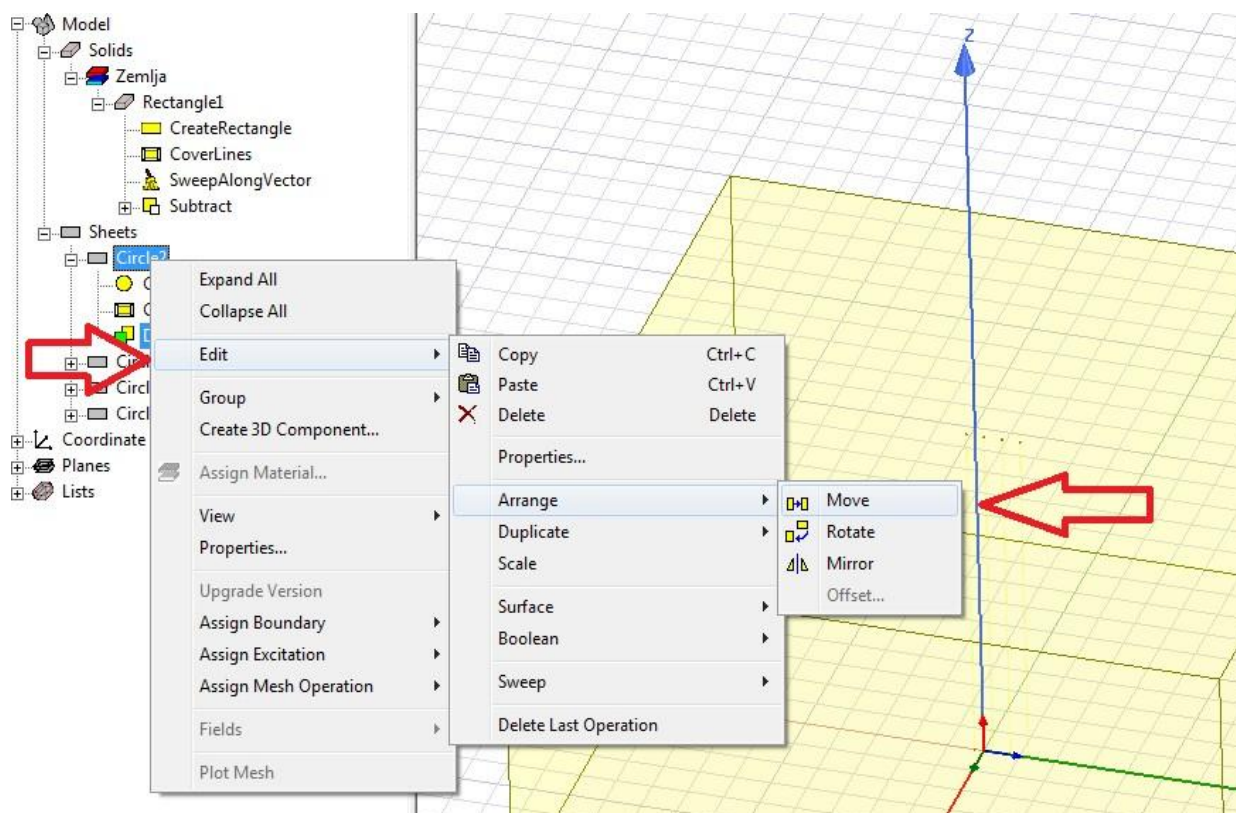 Model
Solids
Zemlja
Rectangle1
CreateRectangle
CoverLines
SweepAlongVector
Subtract
Sheets
Circle2
Circl
Circl
Coordinate
Planes
Lists
Expand All
Collapse All
Edit
Group
Create 3D Component...
Assign Material...
View
Properties...
Upgrade Version
Assign Boundary
Assign Excitation
Assign Mesh Operation
Fields
Plot Mesh
Copy Ctrl+C
Paste Ctrl+V
Delete Delete
Properties...
Arrange
Duplicate
Scale
Surface
Boolean
Sweep
Delete Last Operation
Move
Rotate
Mirror
Offset...
Z